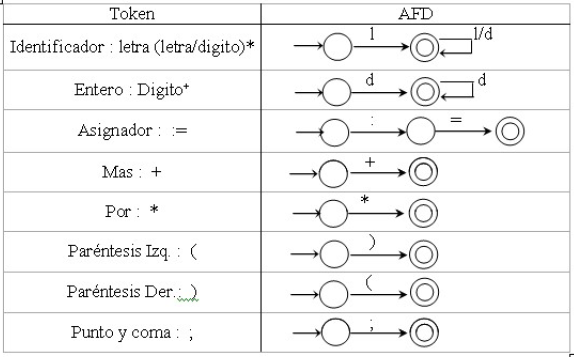 Token AFD
Identificador : letra (letra/digito)* l l/d
Entero : Digito⁺ d d
Asignador : := : =
Mas : + +
Por : * *
Paréntesis Izq. : ( )
Paréntesis Der.: ) (
Punto y coma : ; ;